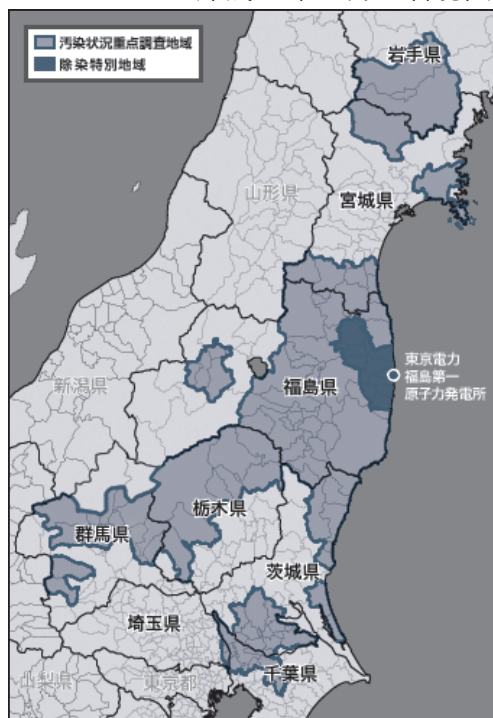 汚染状況重点調査地域
除染特別地域
岩手県
山形県
宮城県
東京電力
福島第一
原子力発電所
新潟県
福島県
栃木県
群馬県
茨城県
埼玉県
千葉県
山梨県
東京都